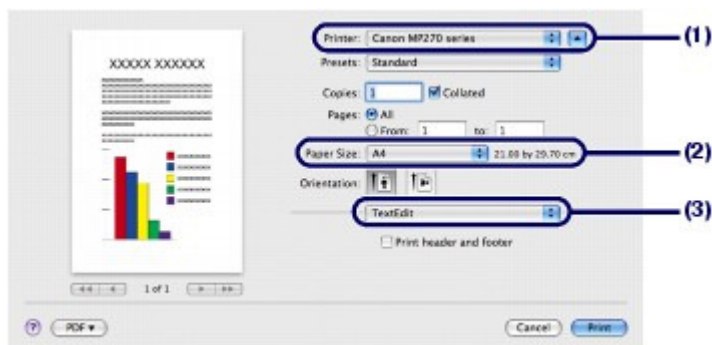 Printer: Canon MP270 series (1)
XXXXX XXXXXX
Presets: Standard
Copies: 1 Collated
Pages: All
From: 1 to: 1
Paper Size: A4 21.00 by 29.70 cm (2)
Orientation:
TextEdit (3)
Print header and footer
1 of 1
? PDF Cancel Print